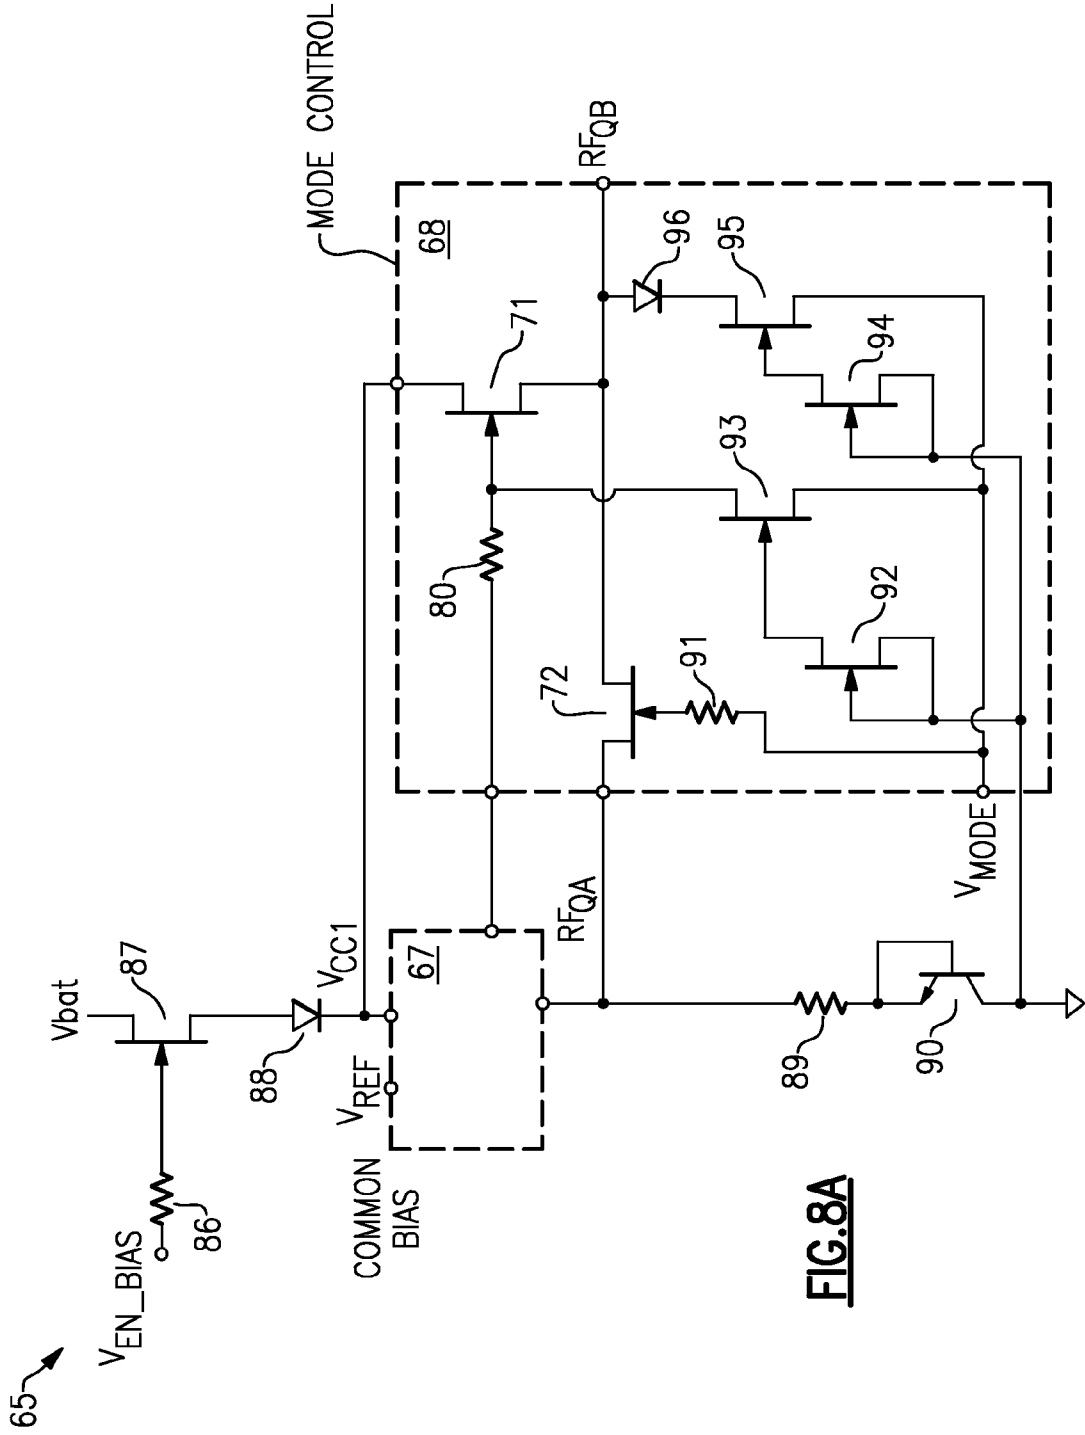 65
V_EN_BIAS
86
Vbat
87
88
V_CC1
V_REF
COMMON
BIAS
67
MODE CONTROL
68
71
80
RF_QA
RF_QB
72
91
96
95
94
93
92
V_MODE
89
90
FIG.8A